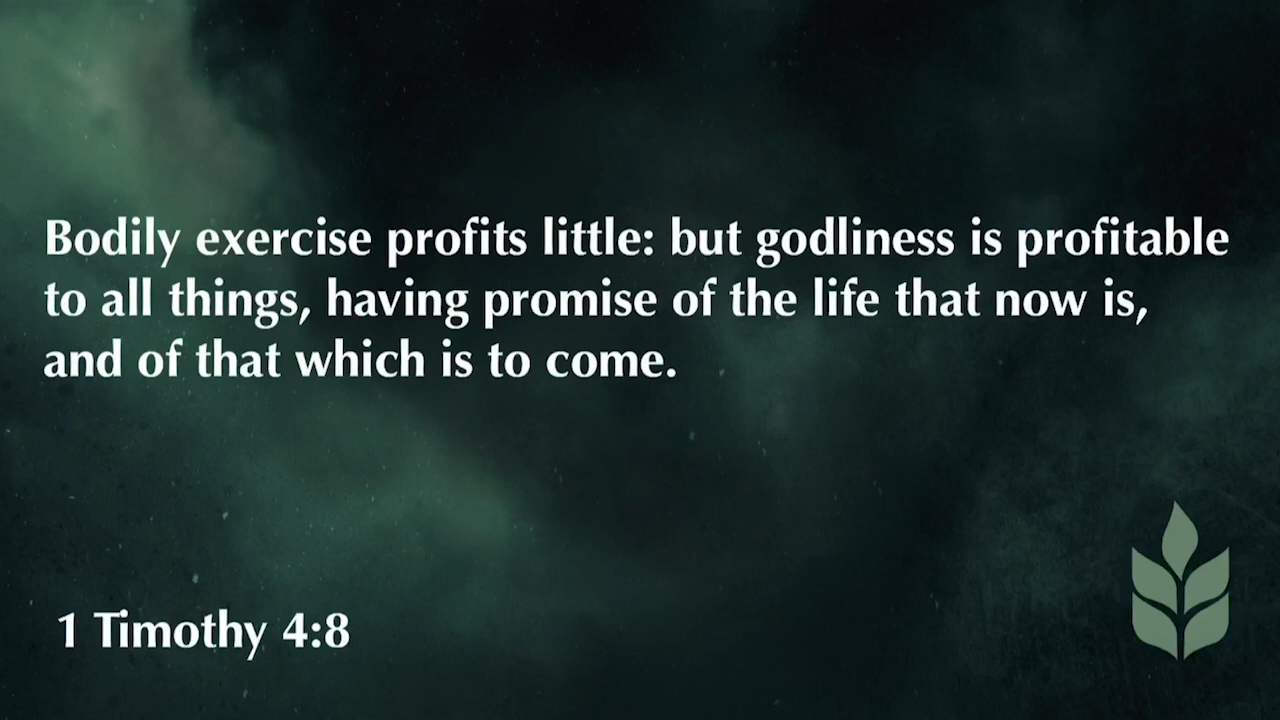 Bodily exercise profits little: but godliness is profitable
to all things, having promise of the life that now is,
and of that which is to come.
1 Timothy 4:8